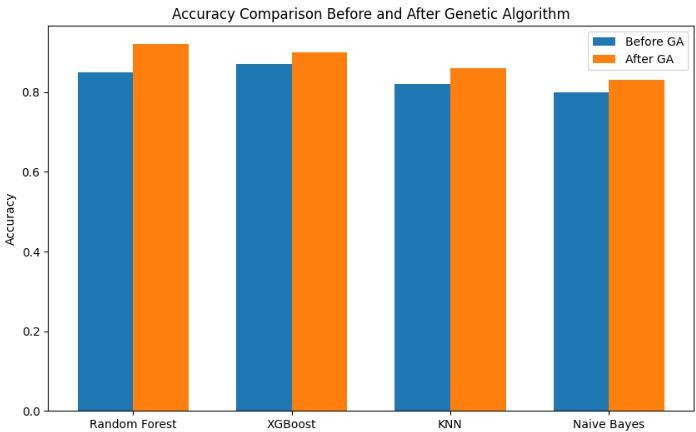 Accuracy Comparison Before and After Genetic Algorithm
Before GA
After GA
Accuracy
0.8
0.6
0.4
0.2
0.0
Random Forest XGBoost KNN Naive Bayes